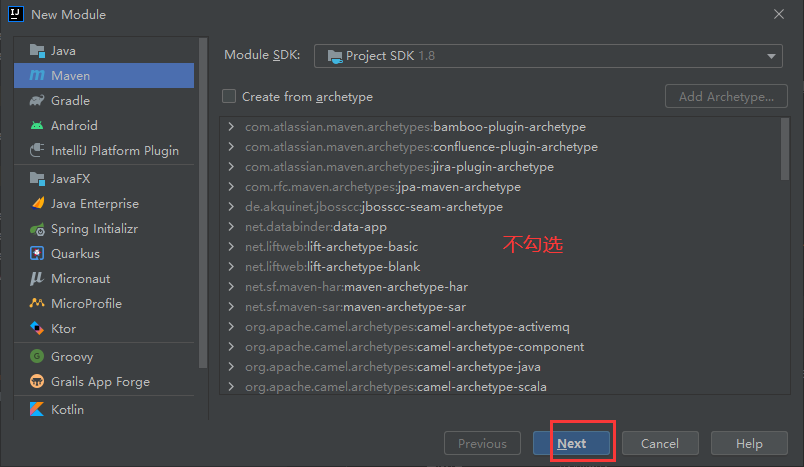 New Module
Java
Maven
Gradle
Android
IntelliJ Platform Plugin
JavaFX
Java Enterprise
Spring Initializr
Quarkus
Micronaut
MicroProfile
Ktor
Groovy
Grails App Forge
Kotlin
Module SDK: Project SDK 1.8
Create from archetype Add Archetype...
com.atlassian.maven.archetypes:bamboo-plugin-archetype
com.atlassian.maven.archetypes:confluence-plugin-archetype
com.atlassian.maven.archetypes:jira-plugin-archetype
com.rfc.maven.archetypes:jpa-maven-archetype
de.akquinet.jbosscc:jbosscc-seam-archetype
net.databinder:data-app
net.liftweb:lift-archetype-basic
不勾选
net.liftweb:lift-archetype-blank
net.sf.maven-har:maven-archetype-har
net.sf.maven-sar:maven-archetype-sar
org.apache.camel.archetypes:camel-archetype-activemq
org.apache.camel.archetypes:camel-archetype-component
org.apache.camel.archetypes:camel-archetype-java
org.apache.camel.archetypes:camel-archetype-scala
Previous Next Cancel Help